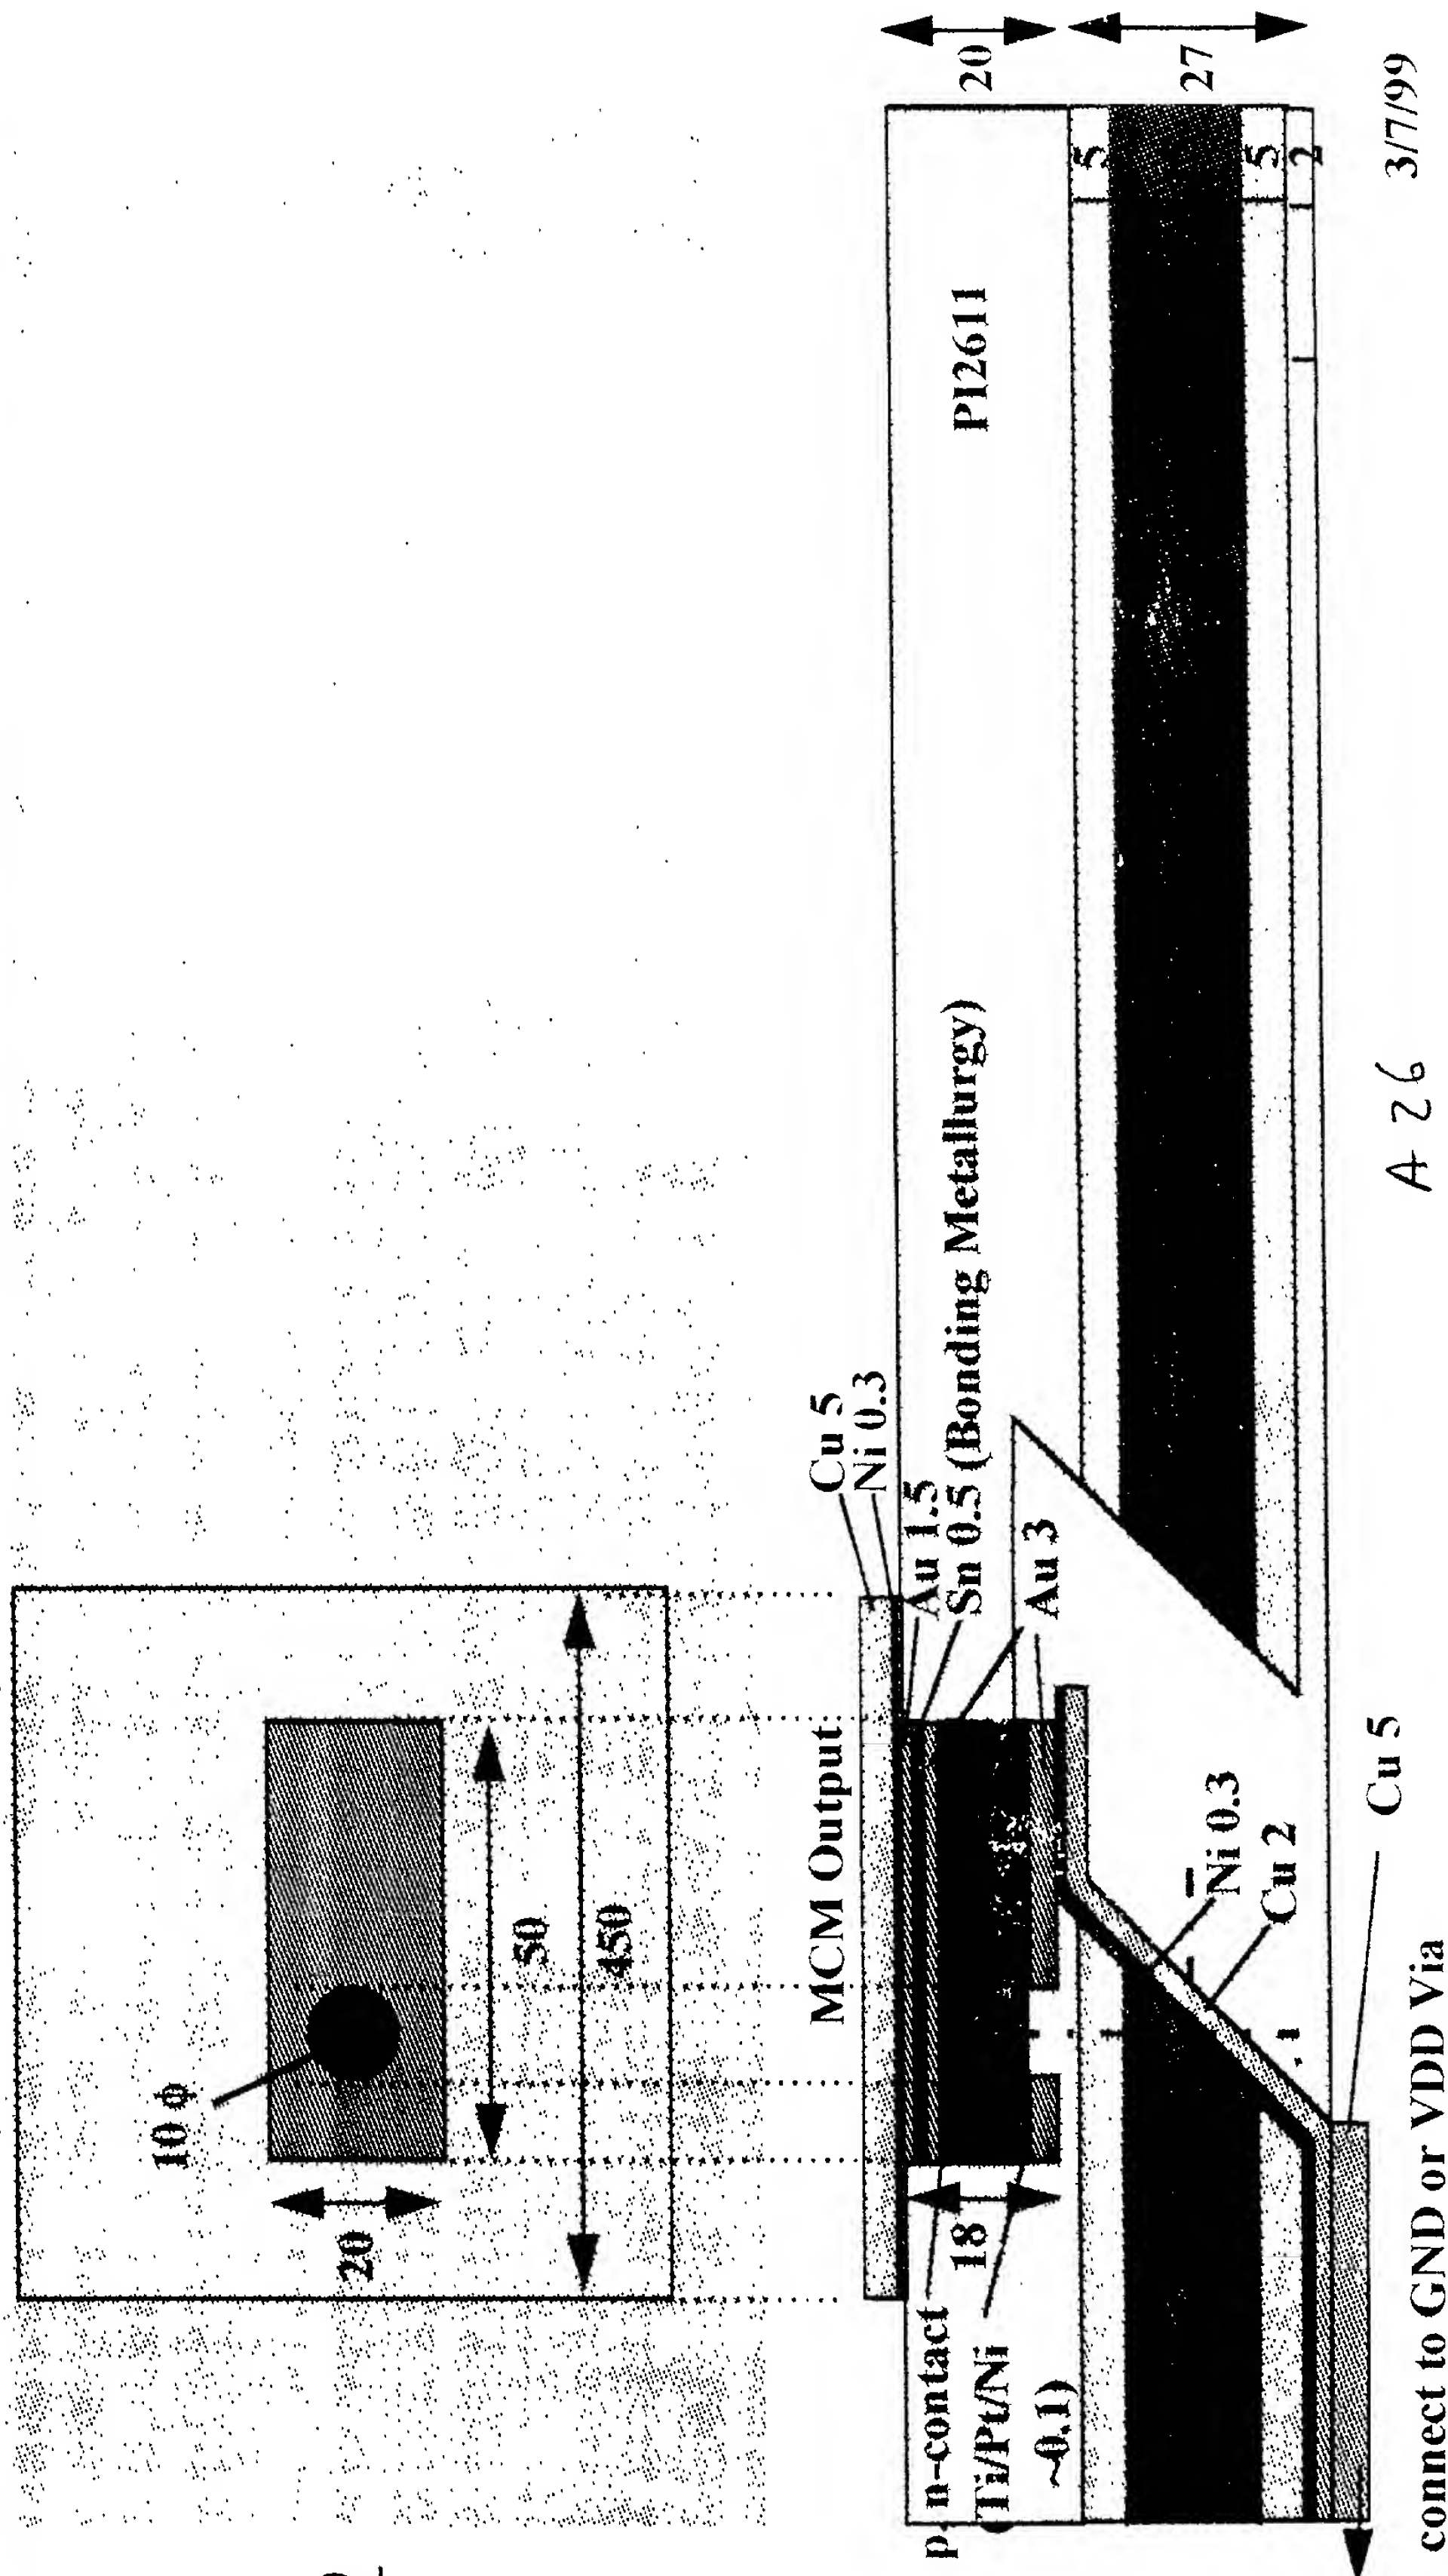 10 Φ
20
50
450
MCM Output
Cu 5
Ni 0.3
Au 1.5
Sn 0.5 (Bonding Metallurgy)
Au 3
PI2611
20
27
5
5
2
18
p- n-contact
(Ti/Pt/Ni
~0.1)
Ni 0.3
Cu 2
Cu 5
connect to GND or VDD Via
A 26
3/7/99